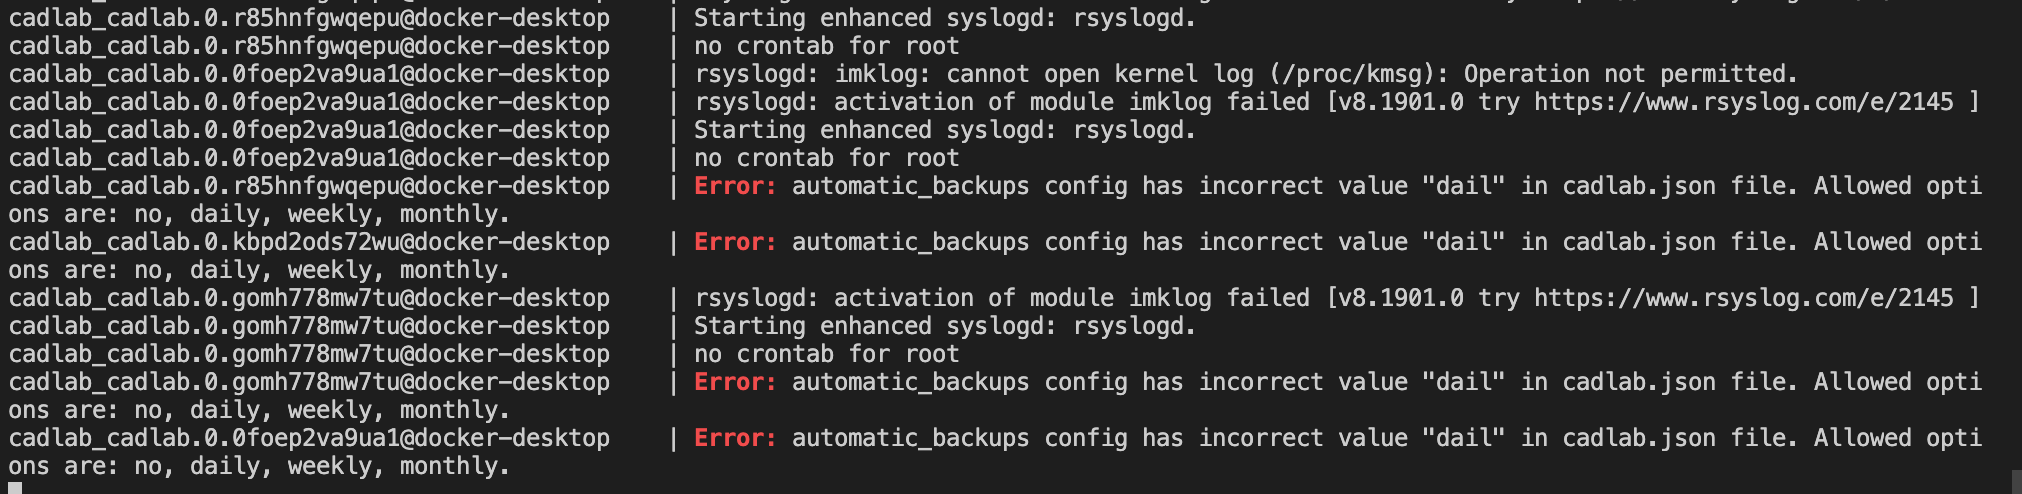 cadlab_cadlab.0.r85hnfgwqepu@docker-desktop | Starting enhanced syslogd: rsyslogd.
cadlab_cadlab.0.r85hnfgwqepu@docker-desktop | no crontab for root
cadlab_cadlab.0.0foep2va9ua1@docker-desktop | rsyslogd: imklog: cannot open kernel log (/proc/kmsg): Operation not permitted.
cadlab_cadlab.0.0foep2va9ua1@docker-desktop | rsyslogd: activation of module imklog failed [v8.1901.0 try https://www.rsyslog.com/e/2145 ]
cadlab_cadlab.0.0foep2va9ua1@docker-desktop | Starting enhanced syslogd: rsyslogd.
cadlab_cadlab.0.0foep2va9ua1@docker-desktop | no crontab for root
cadlab_cadlab.0.r85hnfgwqepu@docker-desktop | Error: automatic_backups config has incorrect value "dail" in cadlab.json file. Allowed opti
ons are: no, daily, weekly, monthly.
cadlab_cadlab.0.kbpd2ods72wu@docker-desktop | Error: automatic_backups config has incorrect value "dail" in cadlab.json file. Allowed opti
ons are: no, daily, weekly, monthly.
cadlab_cadlab.0.gomh778mw7tu@docker-desktop | rsyslogd: activation of module imklog failed [v8.1901.0 try https://www.rsyslog.com/e/2145 ]
cadlab_cadlab.0.gomh778mw7tu@docker-desktop | Starting enhanced syslogd: rsyslogd.
cadlab_cadlab.0.gomh778mw7tu@docker-desktop | no crontab for root
cadlab_cadlab.0.gomh778mw7tu@docker-desktop | Error: automatic_backups config has incorrect value "dail" in cadlab.json file. Allowed opti
ons are: no, daily, weekly, monthly.
cadlab_cadlab.0.0foep2va9ua1@docker-desktop | Error: automatic_backups config has incorrect value "dail" in cadlab.json file. Allowed opti
ons are: no, daily, weekly, monthly.